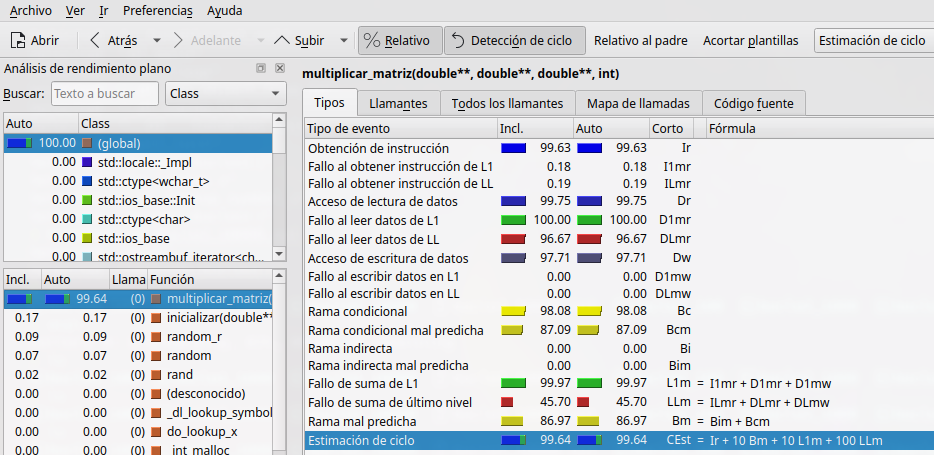 Archivo Ver Ir Preferencias Ayuda
Abrir Atrás Adelante Subir Relativo Detección de ciclo Relativo al padre Acortar plantillas Estimación de ciclo
Análisis de rendimiento plano
Buscar: Texto a buscar Class
Auto Class
100.00 (global)
0.00 std::locale::_Impl
0.00 std::ctype<wchar_t>
0.00 std::ios_base::Init
0.00 std::ctype<char>
0.00 std::ios_base
0.00 std::ostreambuf_iterator<ch...
Incl. Auto Llama Función
99.64 (0) multiplicar_matriz(
0.17 0.17 (0) inicializar(double**
0.09 0.09 (0) random_r
0.07 0.07 (0) random
0.02 0.02 (0) rand
0.00 0.00 (0) (desconocido)
0.00 0.00 (0) _dl_lookup_symbol
0.00 0.00 (0) do_lookup_x
0.00 0.00 (0) _int_malloc
multiplicar_matriz(double**, double**, double**, int)
Tipos Llamantes Todos los llamantes Mapa de llamadas Código fuente
Tipo de evento Incl. Auto Corto Fórmula
Obtención de instrucción 99.63 99.63 Ir
Fallo al obtener instrucción de L1 0.18 0.18 I1mr
Fallo al obtener instrucción de LL 0.19 0.19 ILmr
Acceso de lectura de datos 99.75 99.75 Dr
Fallo al leer datos de L1 100.00 100.00 D1mr
Fallo al leer datos de LL 96.67 96.67 DLmr
Acceso de escritura de datos 97.71 97.71 Dw
Fallo al escribir datos en L1 0.00 0.00 D1mw
Fallo al escribir datos en LL 0.00 0.00 DLmw
Rama condicional 98.08 98.08 Bc
Rama condicional mal predicha 87.09 87.09 Bcm
Rama indirecta 0.00 0.00 Bi
Rama indirecta mal predicha 0.00 0.00 Bim
Fallo de suma de L1 99.97 99.97 L1m = I1mr + D1mr + D1mw
Fallo de suma de último nivel 45.70 45.70 LLm = ILmr + DLmr + DLmw
Rama mal predicha 86.97 86.97 Bm = Bim + Bcm
Estimación de ciclo 99.64 99.64 CEst = Ir + 10 Bm + 10 L1m + 100 LLm